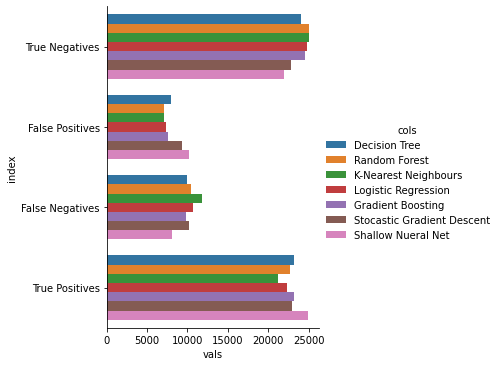 True Negatives
False Positives
index
False Negatives
True Positives
0 5000 10000 15000 20000 25000
vals
cols
Decision Tree
Random Forest
K-Nearest Neighbours
Logistic Regression
Gradient Boosting
Stocastic Gradient Descent
Shallow Nueral Net